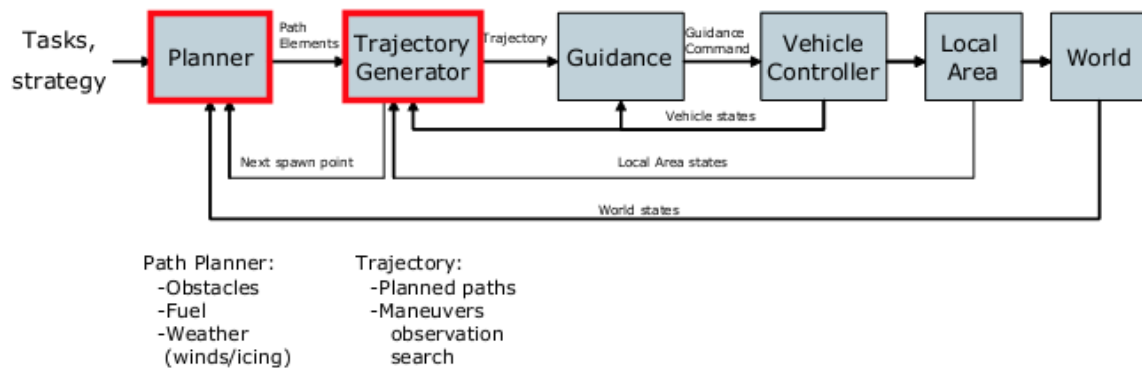 Tasks,
strategy
Planner
Path
Elements
Trajectory
Generator
Trajectory
Guidance
Guidance
Command
Vehicle
Controller
Local
Area
World
Vehicle states
Next spawn point
Local Area states
World states
Path Planner:
-Obstacles
-Fuel
-Weather
(winds/icing)
Trajectory:
-Planned paths
-Maneuvers
observation
search